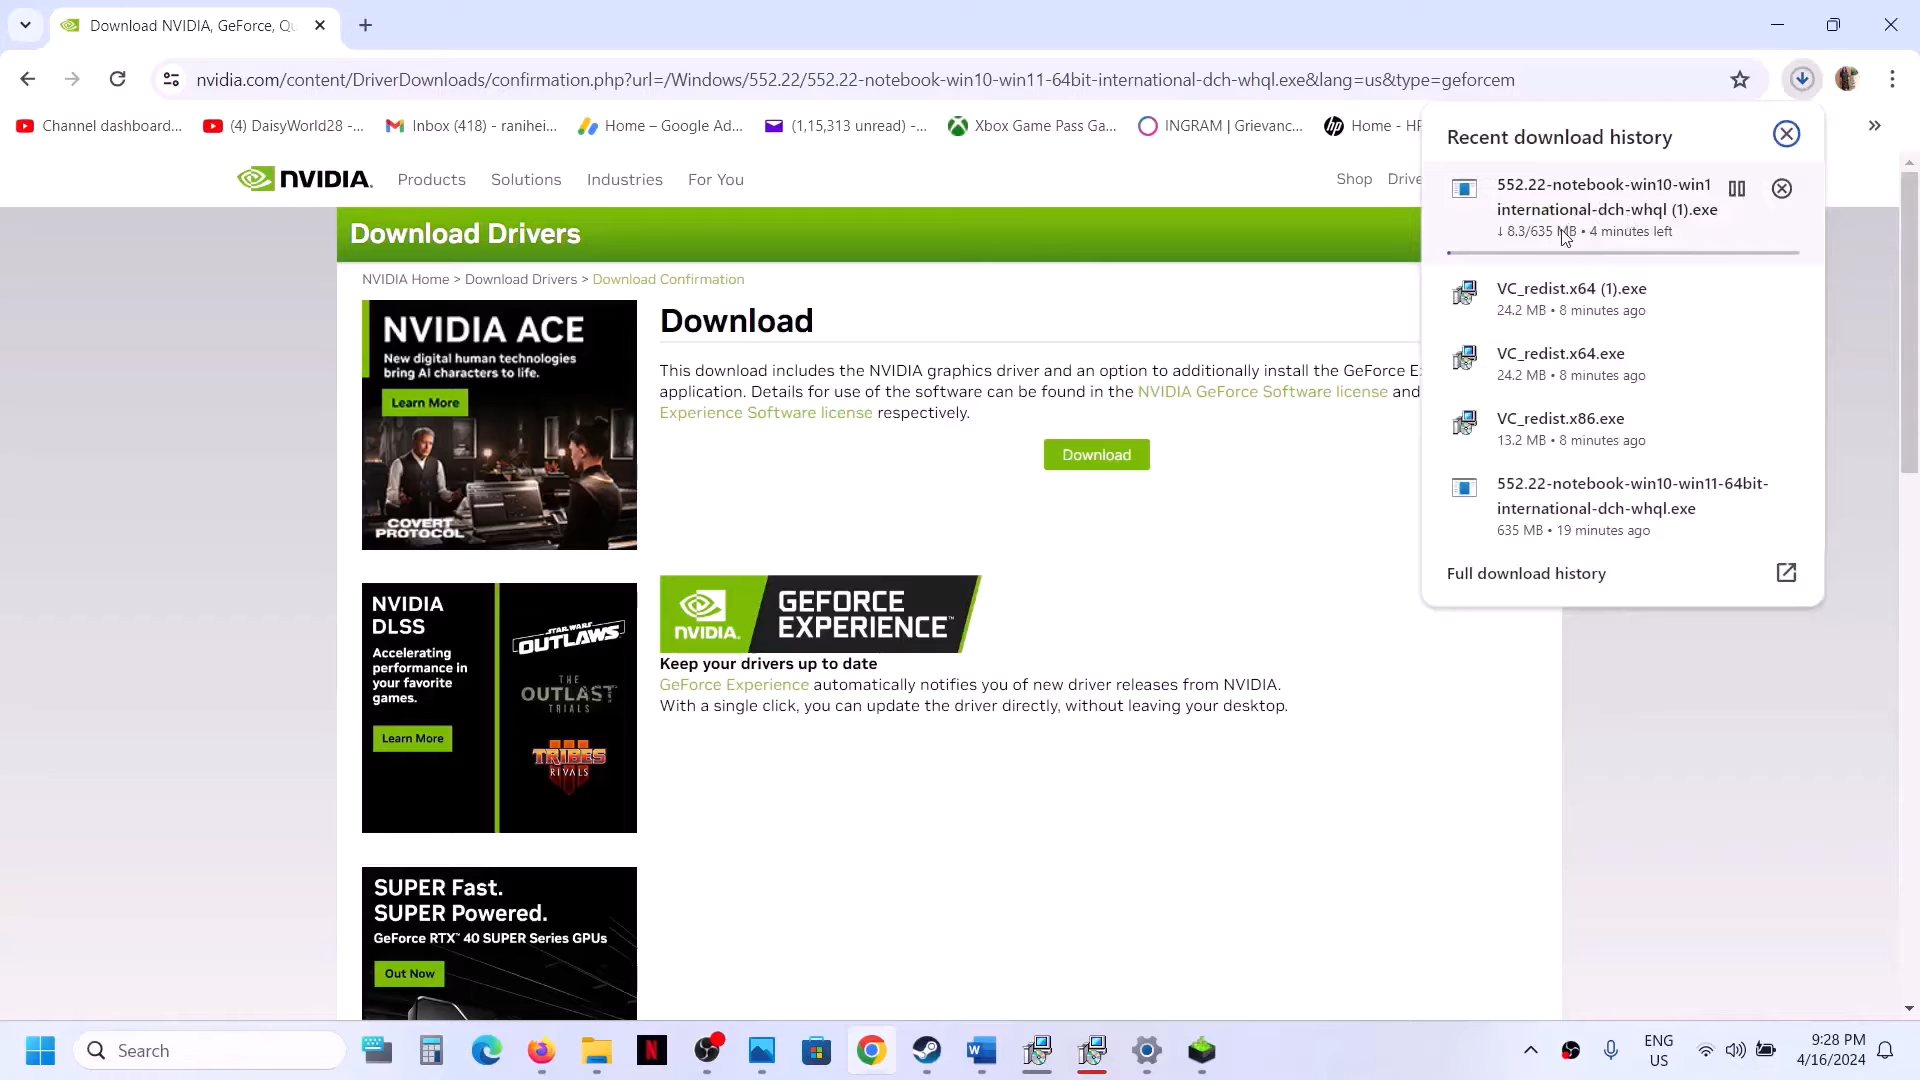 Download NVIDIA, GeForce, Qu
nvidia.com/content/DriverDownloads/confirmation.php?url=/Windows/552.22/552.22-notebook-win10-win11-64bit-international-dch-whql.exe&lang=us&type=geforcem
Channel dashboard...
(4) DaisyWorld28 -...
Inbox (418) - ranihei...
Home – Google Ad...
(1,15,313 unread) -...
Xbox Game Pass Ga...
INGRAM | Grievanc...
Home - HP
»
NVIDIA.
Products
Solutions
Industries
For You
Shop
Drive
Download Drivers
NVIDIA Home > Download Drivers > Download Confirmation
NVIDIA ACE
New digital human technologies
bring AI characters to life.
Learn More
COVERT
PROTOCOL
Download
This download includes the NVIDIA graphics driver and an option to additionally install the GeForce E
application. Details for use of the software can be found in the NVIDIA GeForce Software license and
Experience Software license respectively.
Download
NVIDIA
DLSS
Accelerating
performance in
your favorite
games.
Learn More
STAR WARS
OUTLAWS
THE
OUTLAST
TRIALS
TRIBES
RIVALS
NVIDIA.
GEFORCE
EXPERIENCE™
Keep your drivers up to date
GeForce Experience automatically notifies you of new driver releases from NVIDIA.
With a single click, you can update the driver directly, without leaving your desktop.
SUPER Fast.
SUPER Powered.
GeForce RTX™ 40 SUPER Series GPUs
Out Now
Recent download history
552.22-notebook-win10-win1
international-dch-whql (1).exe
↓ 8.3/635 MB • 4 minutes left
VC_redist.x64 (1).exe
24.2 MB • 8 minutes ago
VC_redist.x64.exe
24.2 MB • 8 minutes ago
VC_redist.x86.exe
13.2 MB • 8 minutes ago
552.22-notebook-win10-win11-64bit-
international-dch-whql.exe
635 MB • 19 minutes ago
Full download history
Search
ENG
US
9:28 PM
4/16/2024